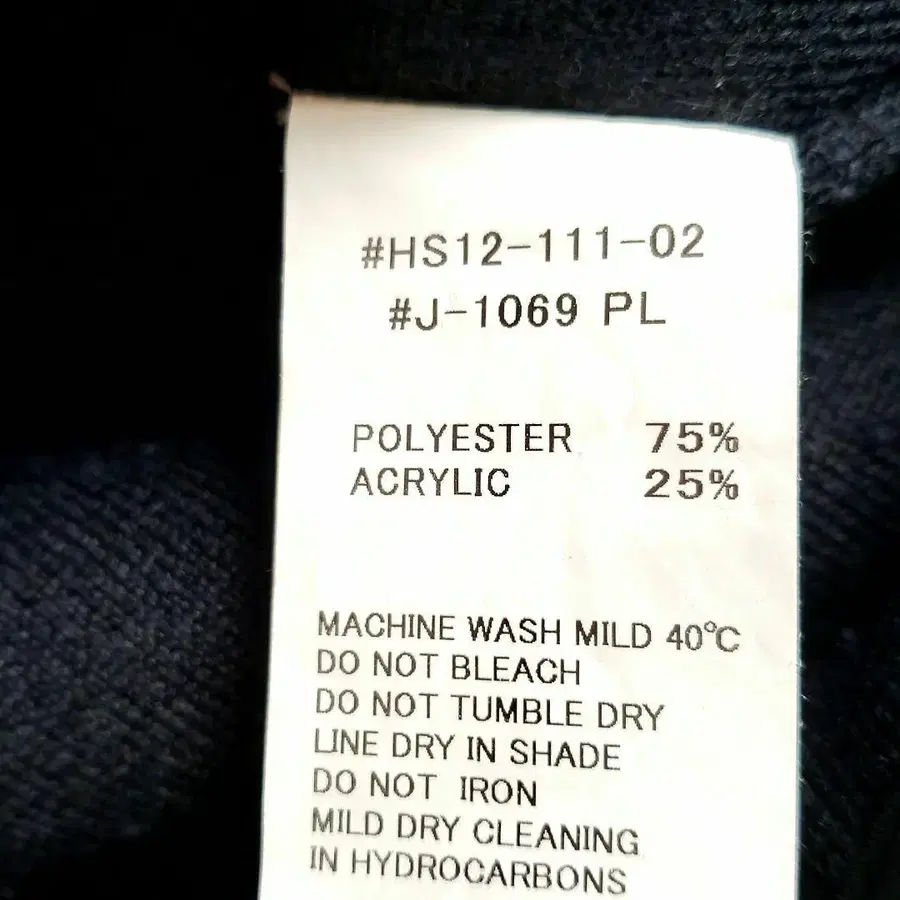 #HS12-111-02
#J-1069 PL
POLYESTER 75%
ACRYLIC 25%
MACHINE WASH MILD 40℃
DO NOT BLEACH
DO NOT TUMBLE DRY
LINE DRY IN SHADE
DO NOT IRON
MILD DRY CLEANING
IN HYDROCARBONS